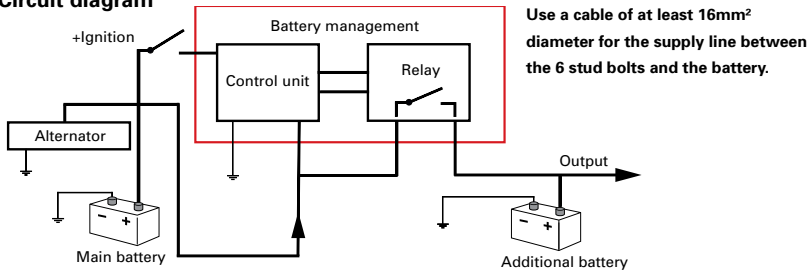 Circuit diagram
Battery management
+Ignition
Control unit
Relay
Use a cable of at least 16mm²
diameter for the supply line between
the 6 stud bolts and the battery.
Alternator
Output
Main battery
Additional battery